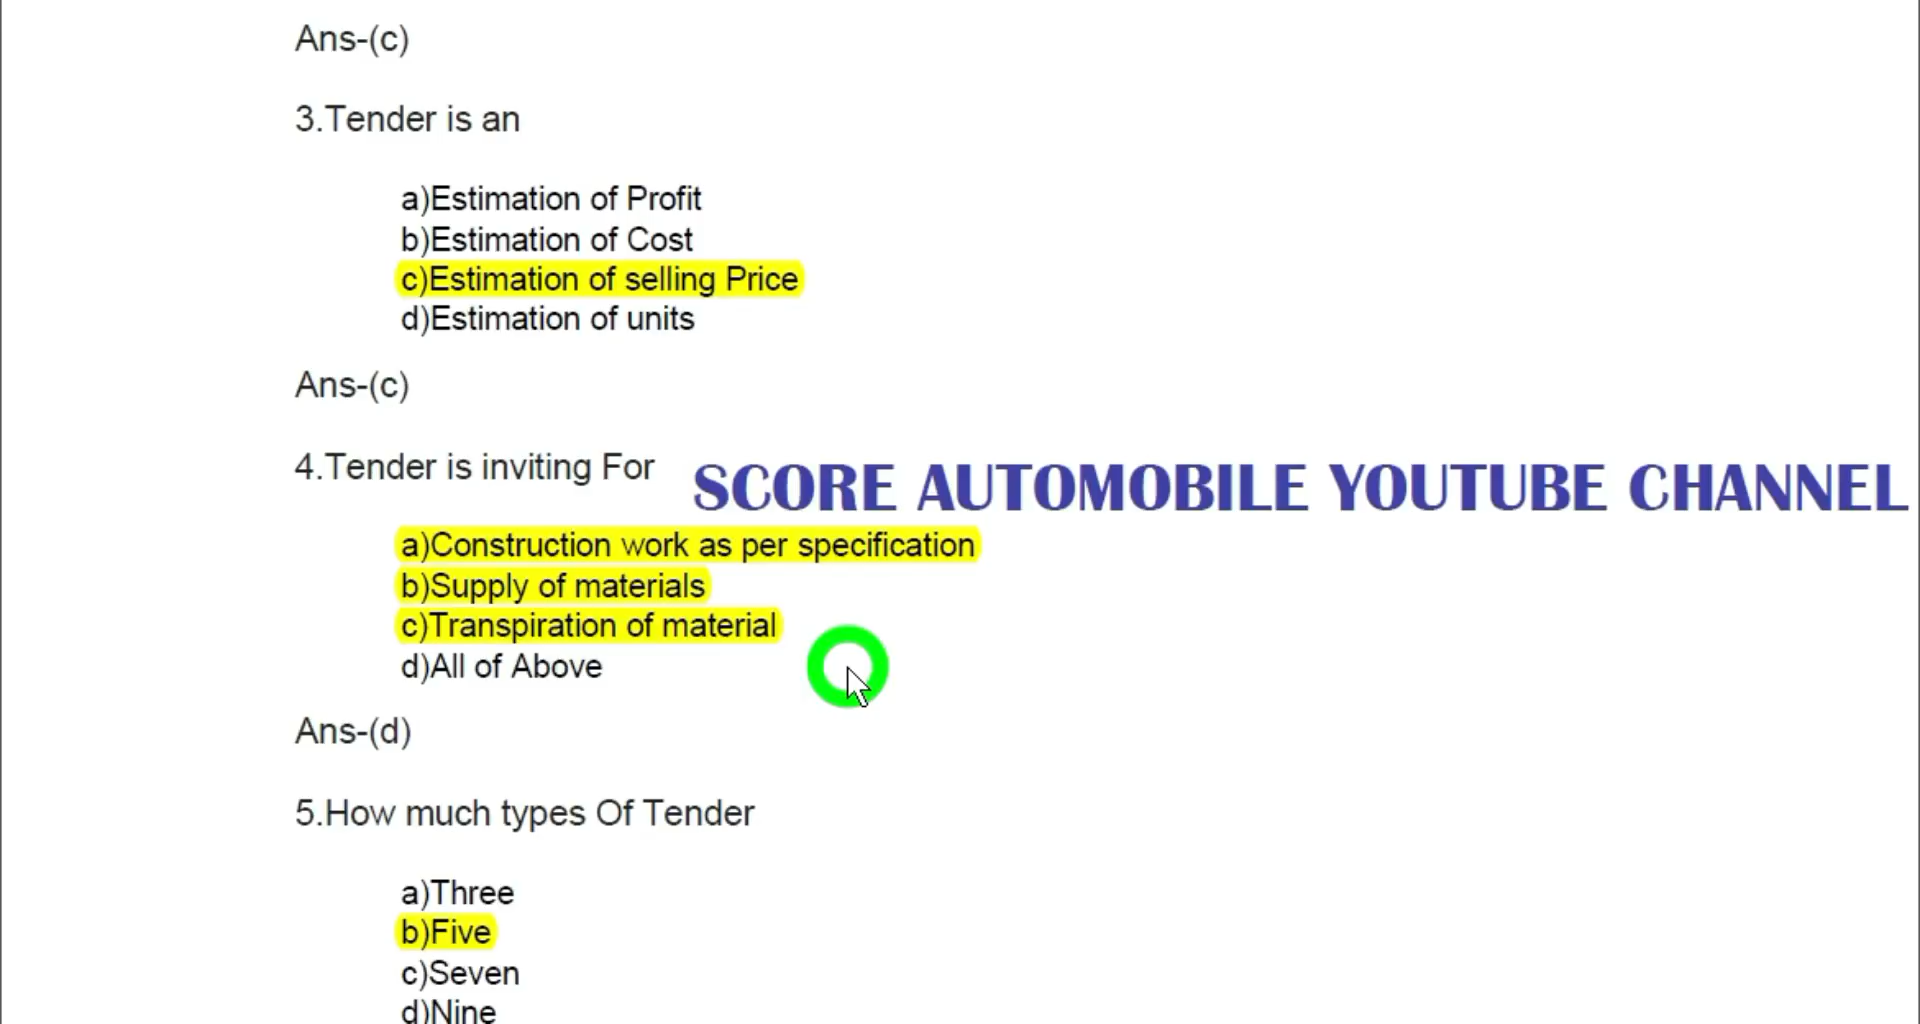 Ans-(c)
3.Tender is an
a)Estimation of Profit
b)Estimation of Cost
c)Estimation of selling Price
d)Estimation of units
Ans-(c)
4.Tender is inviting For
SCORE AUTOMOBILE YOUTUBE CHANNEL
a)Construction work as per specification
b)Supply of materials
c)Transpiration of material
d)All of Above
Ans-(d)
5.How much types Of Tender
a)Three
b)Five
c)Seven
d)Nine